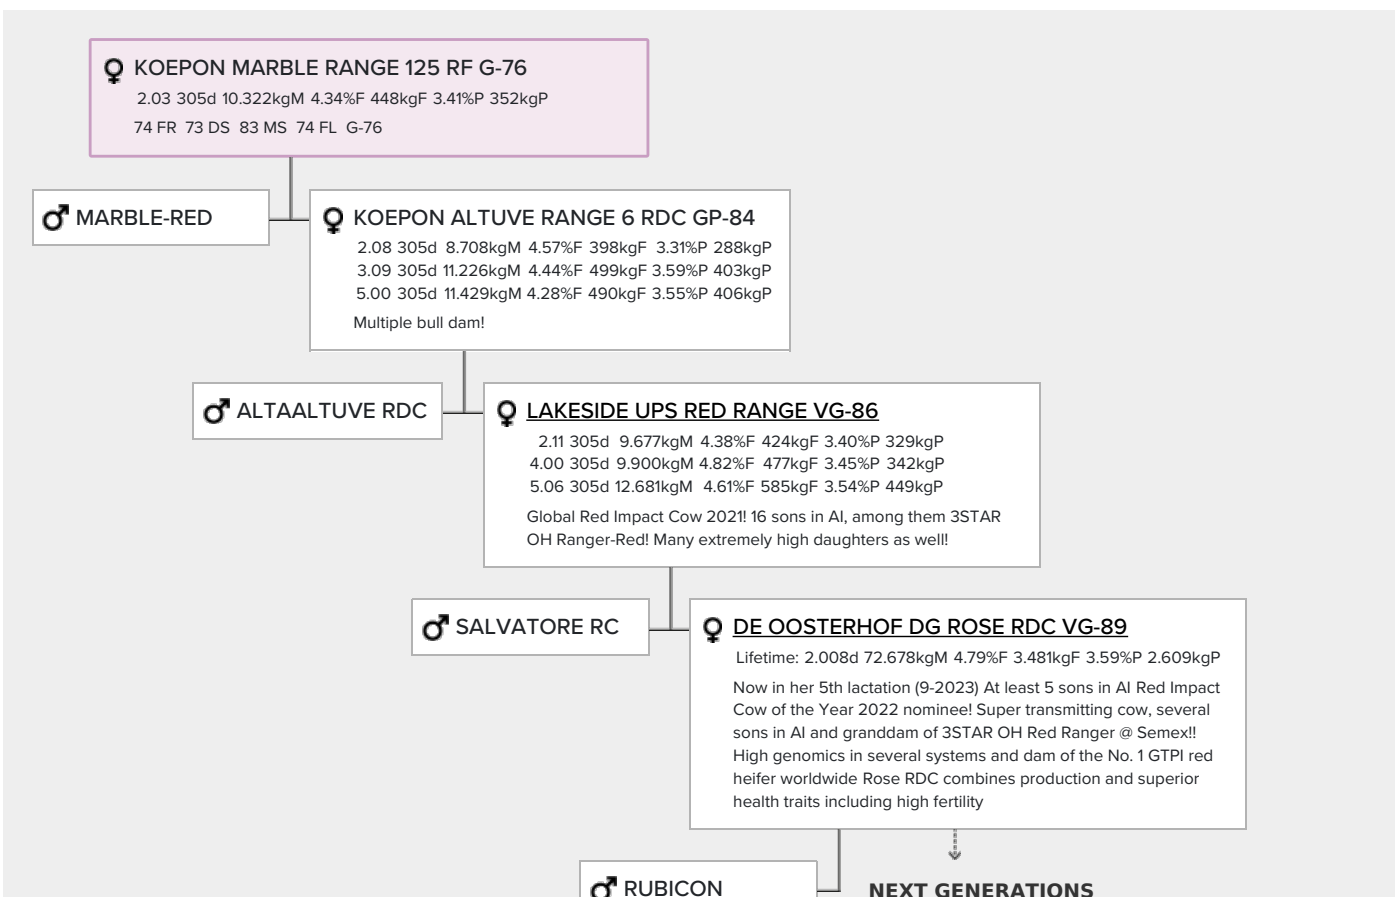 KOEPON MARBLE RANGE 125 RF G-76
2.03 305d 10.322kgM 4.34%F 448kgF 3.41%P 352kgP
74 FR 73 DS 83 MS 74 FL G-76
MARBLE-RED
KOEPON ALTUVE RANGE 6 RDC GP-84
2.08 305d 8.708kgM 4.57%F 398kgF 3.31%P 288kgP
3.09 305d 11.226kgM 4.44%F 499kgF 3.59%P 403kgP
5.00 305d 11.429kgM 4.28%F 490kgF 3.55%P 406kgP
Multiple bull dam!
ALTAALTUVE RDC
LAKESIDE UPS RED RANGE VG-86
2.11 305d 9.677kgM 4.38%F 424kgF 3.40%P 329kgP
4.00 305d 9.900kgM 4.82%F 477kgF 3.45%P 342kgP
5.06 305d 12.681kgM 4.61%F 585kgF 3.54%P 449kgP
Global Red Impact Cow 2021! 16 sons in AI, among them 3STAR
OH Ranger-Red! Many extremely high daughters as well!
SALVATORE RC
DE OOSTERHOF DG ROSE RDC VG-89
Lifetime: 2.008d 72.678kgM 4.79%F 3.481kgF 3.59%P 2.609kgP
Now in her 5th lactation (9-2023) At least 5 sons in AI Red Impact
Cow of the Year 2022 nominee! Super transmitting cow, several
sons in AI and granddam of 3STAR OH Red Ranger @ Semex!!
High genomics in several systems and dam of the No. 1 GTPI red
heifer worldwide Rose RDC combines production and superior
health traits including high fertility
RUBICON
NEXT GENERATIONS